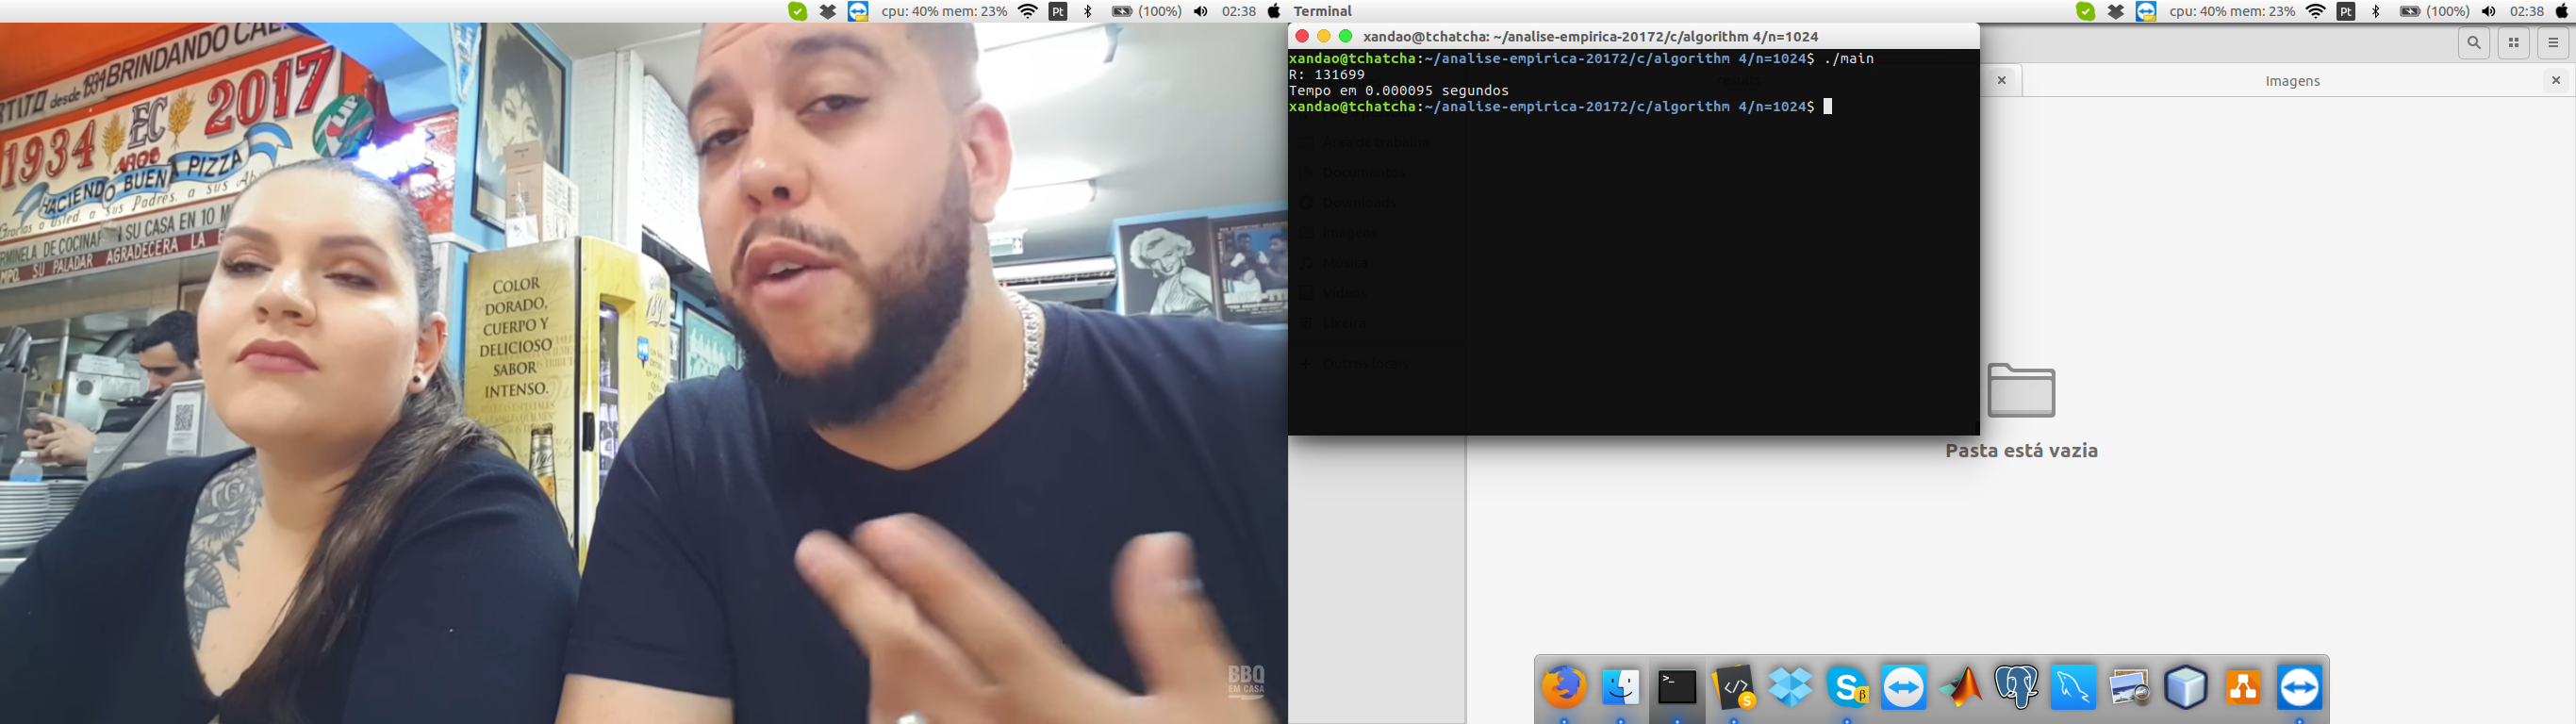 cpu: 40% mem: 23% Pt (100%) 02:38
Terminal
cpu: 40% mem: 23% Pt (100%) 02:38
desde 1934 BRINDANDO
1934 EC 2017
AÑOS
HACIENDO BUENA PIZZA
Gracias a usted, a sus Padres, a sus
DE COCINAR SU CASA EN 10
SU PALADAR AGRADECERA LA
COLOR
DORADO,
CUERPO Y
DELICIOSO
SABOR
INTENSO.
BBQ
EM CASA
xandao@tchatcha: ~/analise-empirica-20172/c/algorithm 4/n=1024
xandao@tchatcha:~/analise-empirica-20172/c/algorithm 4/n=1024$ ./main
R: 131699
Tempo em 0.000095 segundos
xandao@tchatcha:~/analise-empirica-20172/c/algorithm 4/n=1024$
Área de trabalho
Documentos
Downloads
Imagens
Música
Vídeos
Lixeira
Outros locais
Imagens
Pasta está vazia